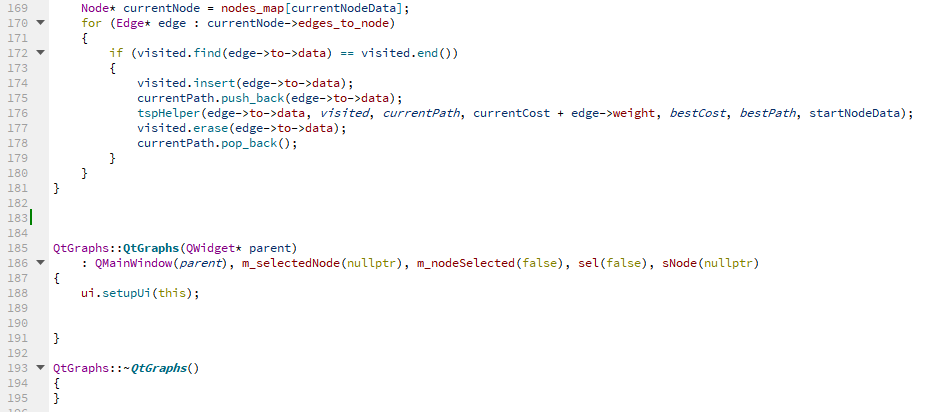 169 Node* currentNode = nodes_map[currentNodeData];
170 for (Edge* edge : currentNode->edges_to_node)
171 {
172 if (visited.find(edge->to->data) == visited.end())
173 {
174 visited.insert(edge->to->data);
175 currentPath.push_back(edge->to->data);
176 tspHelper(edge->to->data, visited, currentPath, currentCost + edge->weight, bestCost, bestPath, startNodeData);
177 visited.erase(edge->to->data);
178 currentPath.pop_back();
179 }
180 }
181 }
182
183
184
185 QtGraphs::QtGraphs(QWidget* parent)
186 : QMainWindow(parent), m_selectedNode(nullptr), m_nodeSelected(false), sel(false), sNode(nullptr)
187 {
188 ui.setupUi(this);
189
190
191 }
192
193 QtGraphs::~QtGraphs()
194 {
195 }